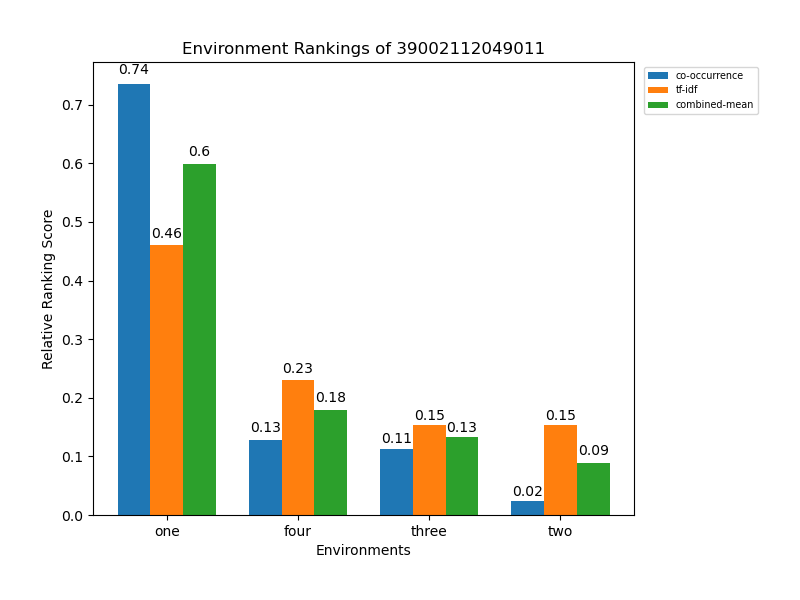 Environment Rankings of 39002112049011
co-occurrence
tf-idf
combined-mean
Relative Ranking Score
0.7
0.6
0.5
0.4
0.3
0.2
0.1
0.0
0.74
0.46
0.6
0.13
0.23
0.18
0.11
0.15
0.13
0.02
0.15
0.09
one four three two
Environments